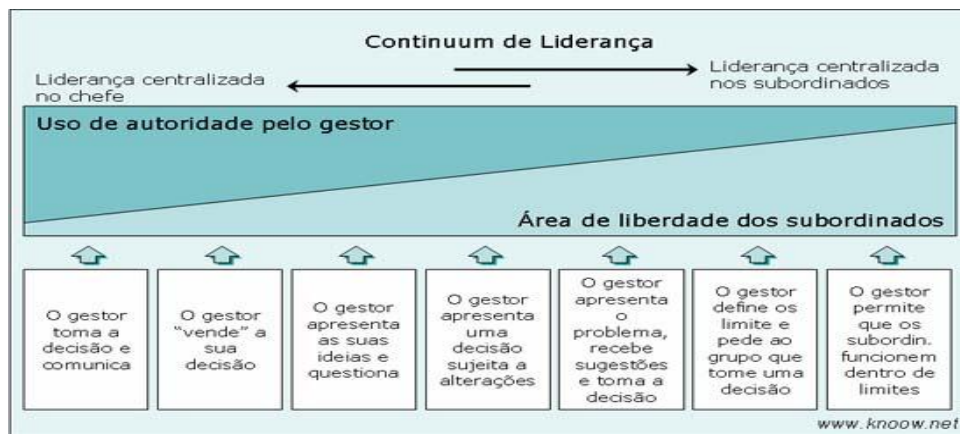 Continuum de Liderança
Liderança centralizada
no chefe
Liderança centralizada
nos subordinados
Uso de autoridade pelo gestor
Área de liberdade dos subordinados
O gestor
toma a
decisão e
comunica
O gestor
“vende” a
sua
decisão
O gestor
apresenta
as suas
ideias e
questiona
O gestor
apresenta
uma
decisão
sujeita a
alterações
O gestor
apresenta
o
problema,
recebe
sugestões
e toma a
decisão
O gestor
define os
limite e
pede ao
grupo que
tome uma
decisão
O gestor
permite
que os
subordin.
funcionem
dentro de
limites
www.knoow.net